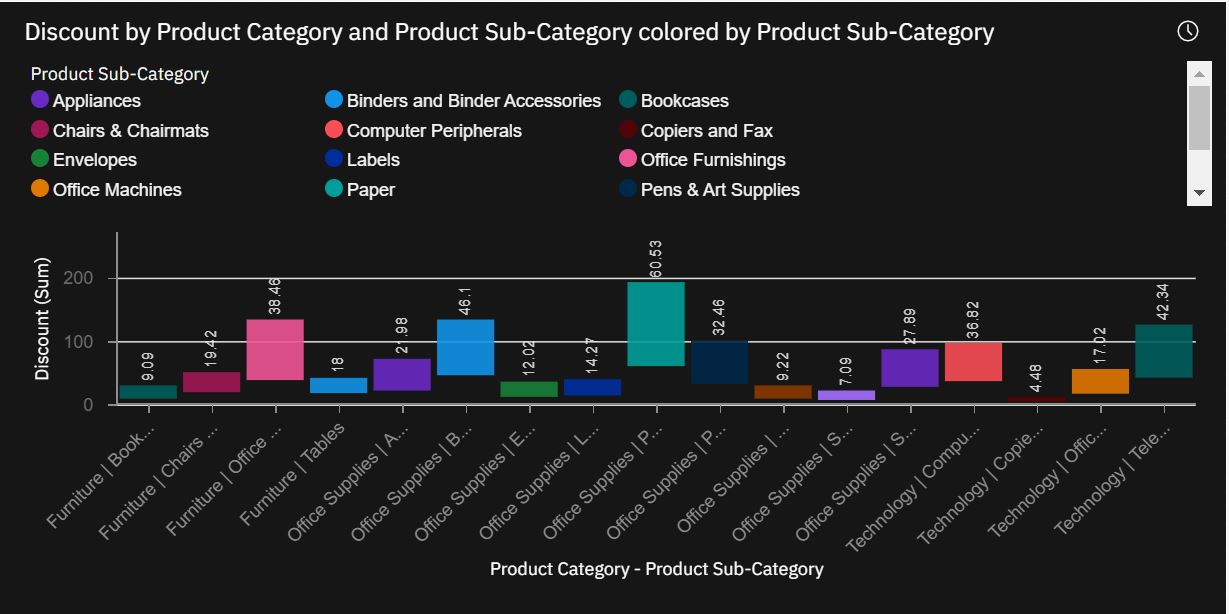 Discount by Product Category and Product Sub-Category colored by Product Sub-Category
Product Sub-Category
Appliances
Binders and Binder Accessories
Bookcases
Chairs & Chairmats
Computer Peripherals
Copiers and Fax
Envelopes
Labels
Office Furnishings
Office Machines
Paper
Pens & Art Supplies
Discount (Sum)
200
100
0
9.09
19.42
38.46
18
21.98
46.1
12.02
14.27
60.53
32.46
9.22
7.09
27.89
36.82
4.48
17.02
42.34
Furniture | Book...
Furniture | Chairs ...
Furniture | Office ...
Furniture | Tables
Office Supplies | A...
Office Supplies | B...
Office Supplies | E...
Office Supplies | L...
Office Supplies | P...
Office Supplies | P...
Office Supplies | ...
Office Supplies | S...
Office Supplies | S...
Technology | Compu...
Technology | Copie...
Technology | Offic...
Technology | Tele...
Product Category - Product Sub-Category